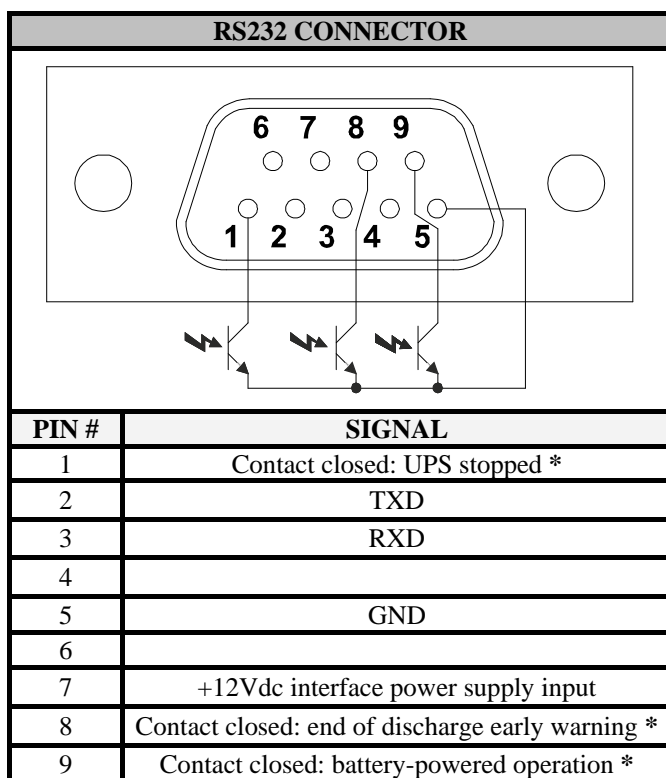 RS232 CONNECTOR
6 7 8 9
1 2 3 4 5
PIN # SIGNAL
1 Contact closed: UPS stopped *
2 TXD
3 RXD
4
5 GND
6
7 +12Vdc interface power supply input
8 Contact closed: end of discharge early warning *
9 Contact closed: battery-powered operation *